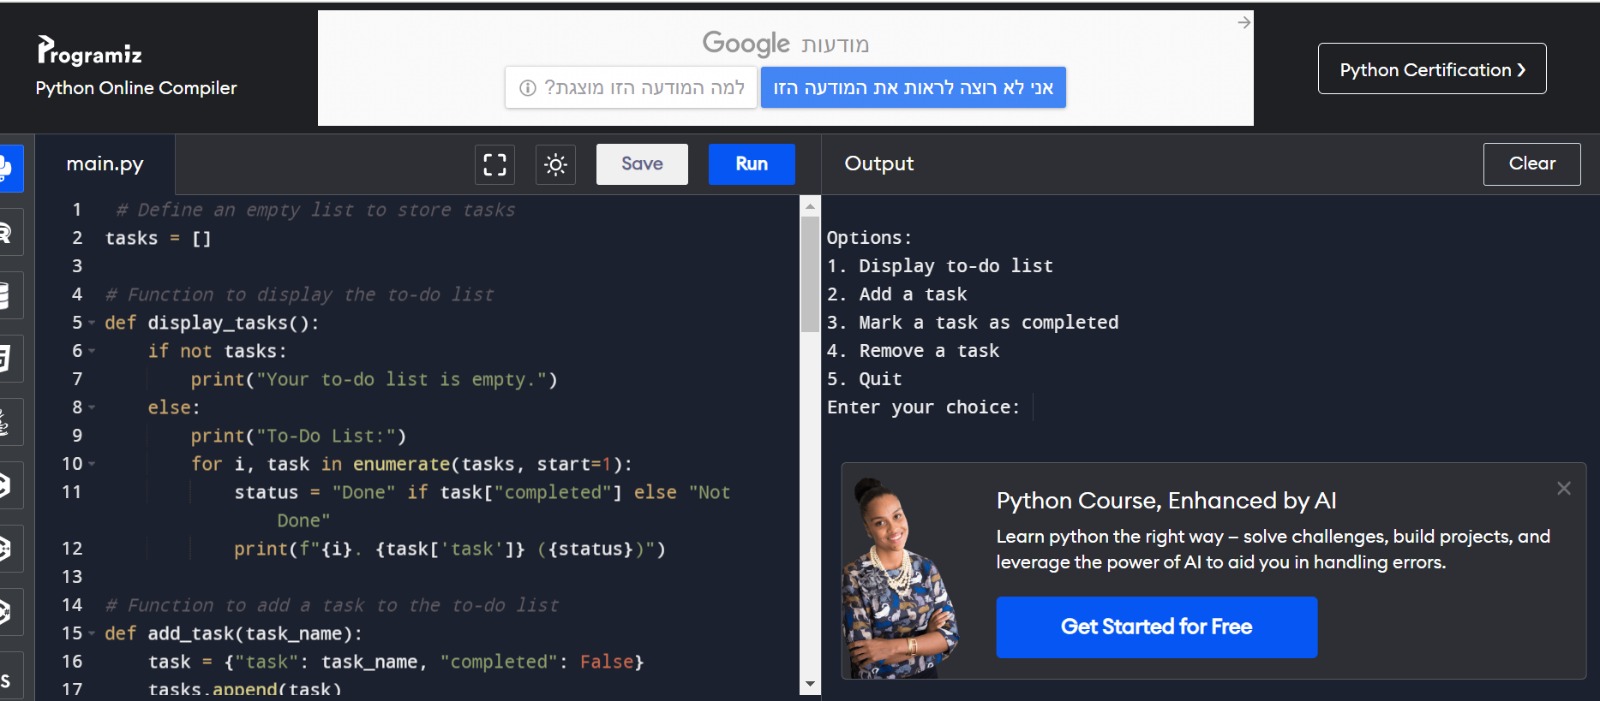 Programiz
Python Online Compiler
Google מודעות
למה המודעה הזו מוצגת?
אני לא רוצה לראות את המודעה הזו
Python Certification ❯
main.py
Save
Run
Output
Clear
1 # Define an empty list to store tasks
2 tasks = []
3
4 # Function to display the to-do list
5 def display_tasks():
6 if not tasks:
7 print("Your to-do list is empty.")
8 else:
9 print("To-Do List:")
10 for i, task in enumerate(tasks, start=1):
11 status = "Done" if task["completed"] else "Not
Done"
12 print(f"{i}. {task['task']} ({status})")
13
14 # Function to add a task to the to-do list
15 def add_task(task_name):
16 task = {"task": task_name, "completed": False}
17 tasks.append(task)
Options:
1. Display to-do list
2. Add a task
3. Mark a task as completed
4. Remove a task
5. Quit
Enter your choice:
Python Course, Enhanced by AI
Learn python the right way – solve challenges, build projects, and
leverage the power of AI to aid you in handling errors.
Get Started for Free